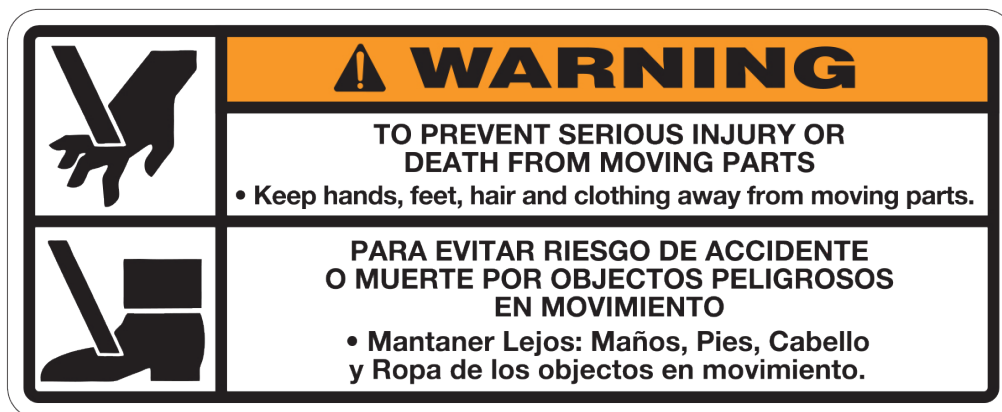 WARNING
TO PREVENT SERIOUS INJURY OR
DEATH FROM MOVING PARTS
• Keep hands, feet, hair and clothing away from moving parts.
PARA EVITAR RIESGO DE ACCIDENTE
O MUERTE POR OBJECTOS PELIGROSOS
EN MOVIMIENTO
• Mantaner Lejos: Maños, Pies, Cabello
y Ropa de los objectos en movimiento.